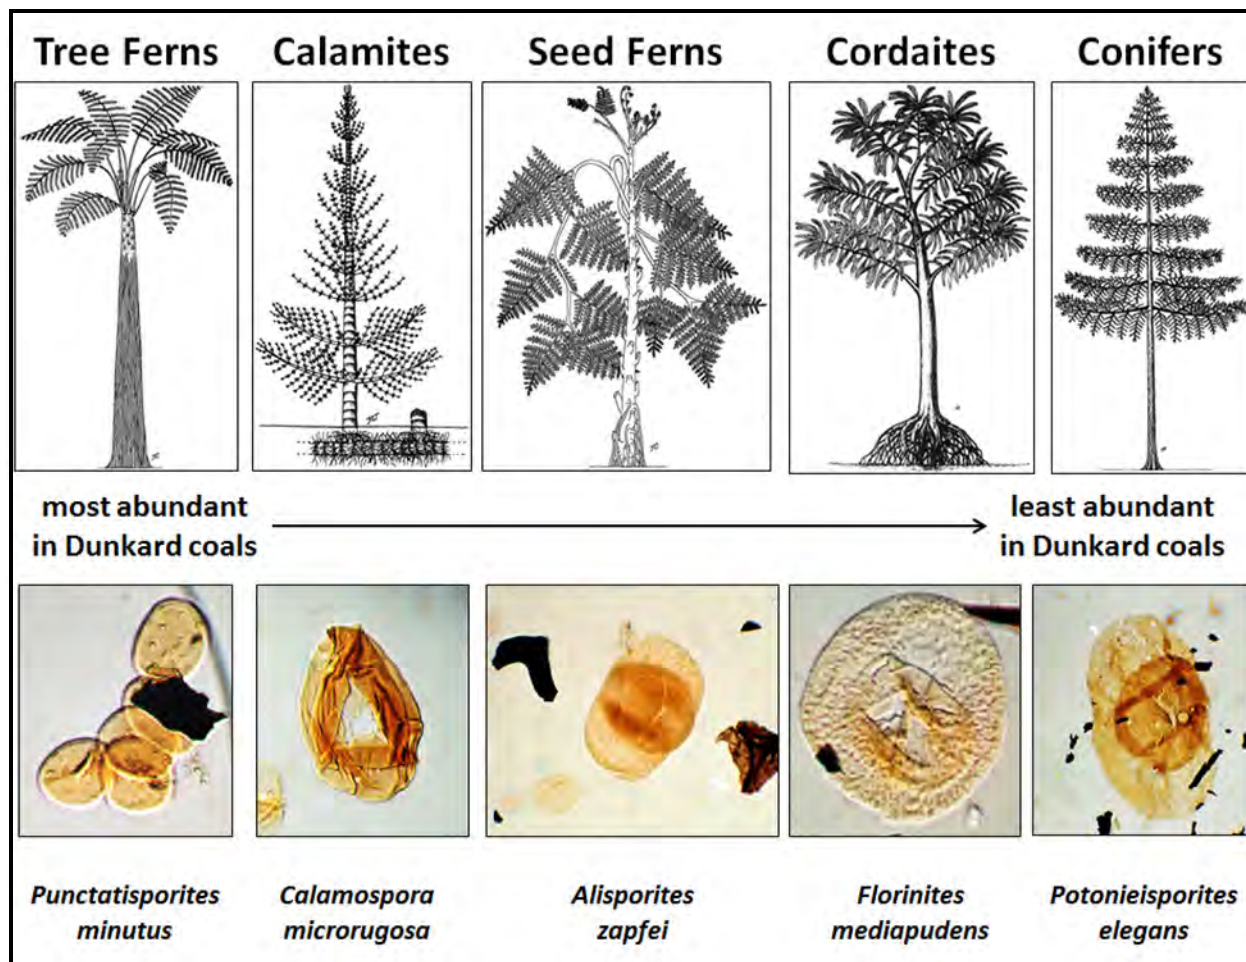 Tree Ferns
Calamites
Seed Ferns
Cordaites
Conifers
most abundant
in Dunkard coals
least abundant
in Dunkard coals
Punctatisporites
minutus
Calamospora
microrugosa
Alisporites
zapfei
Florinites
mediapudens
Potonieisporites
elegans